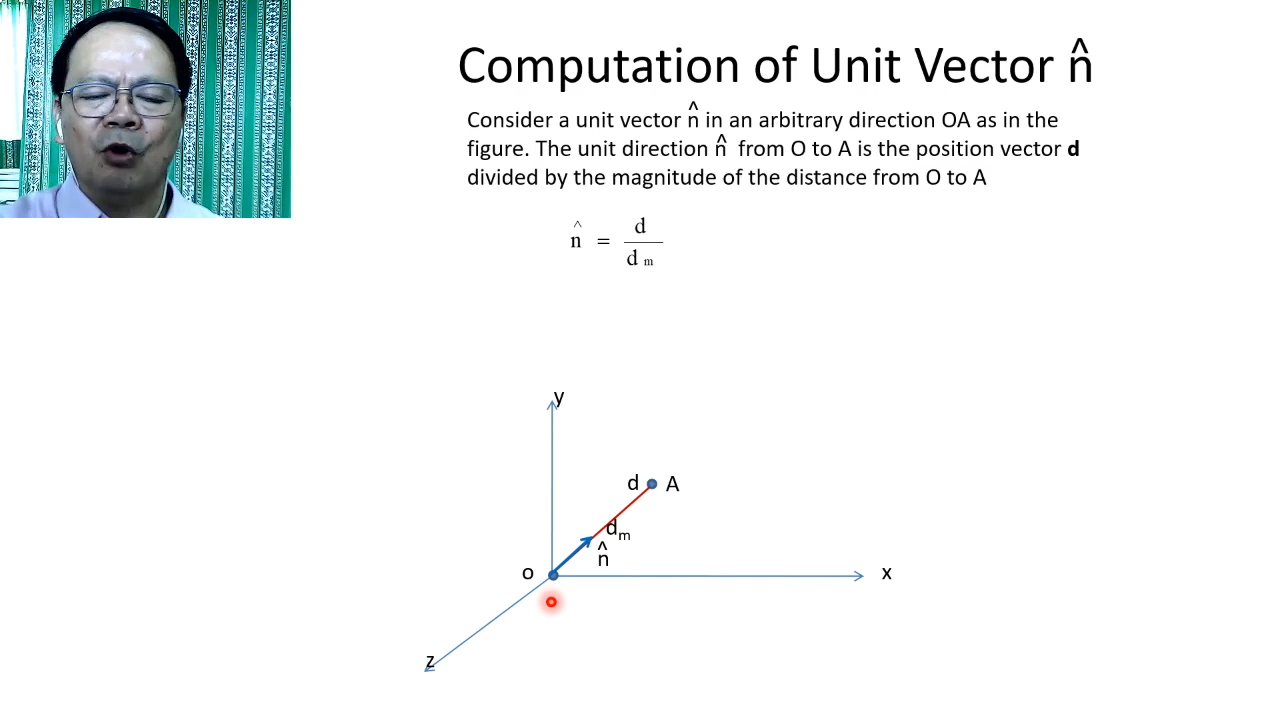 Computation of Unit Vector n̂
Consider a unit vector n̂ in an arbitrary direction OA as in the
figure. The unit direction n̂ from O to A is the position vector d
divided by the magnitude of the distance from O to A
n̂ = d / d m
y
d A
dm
n̂
o
x
z